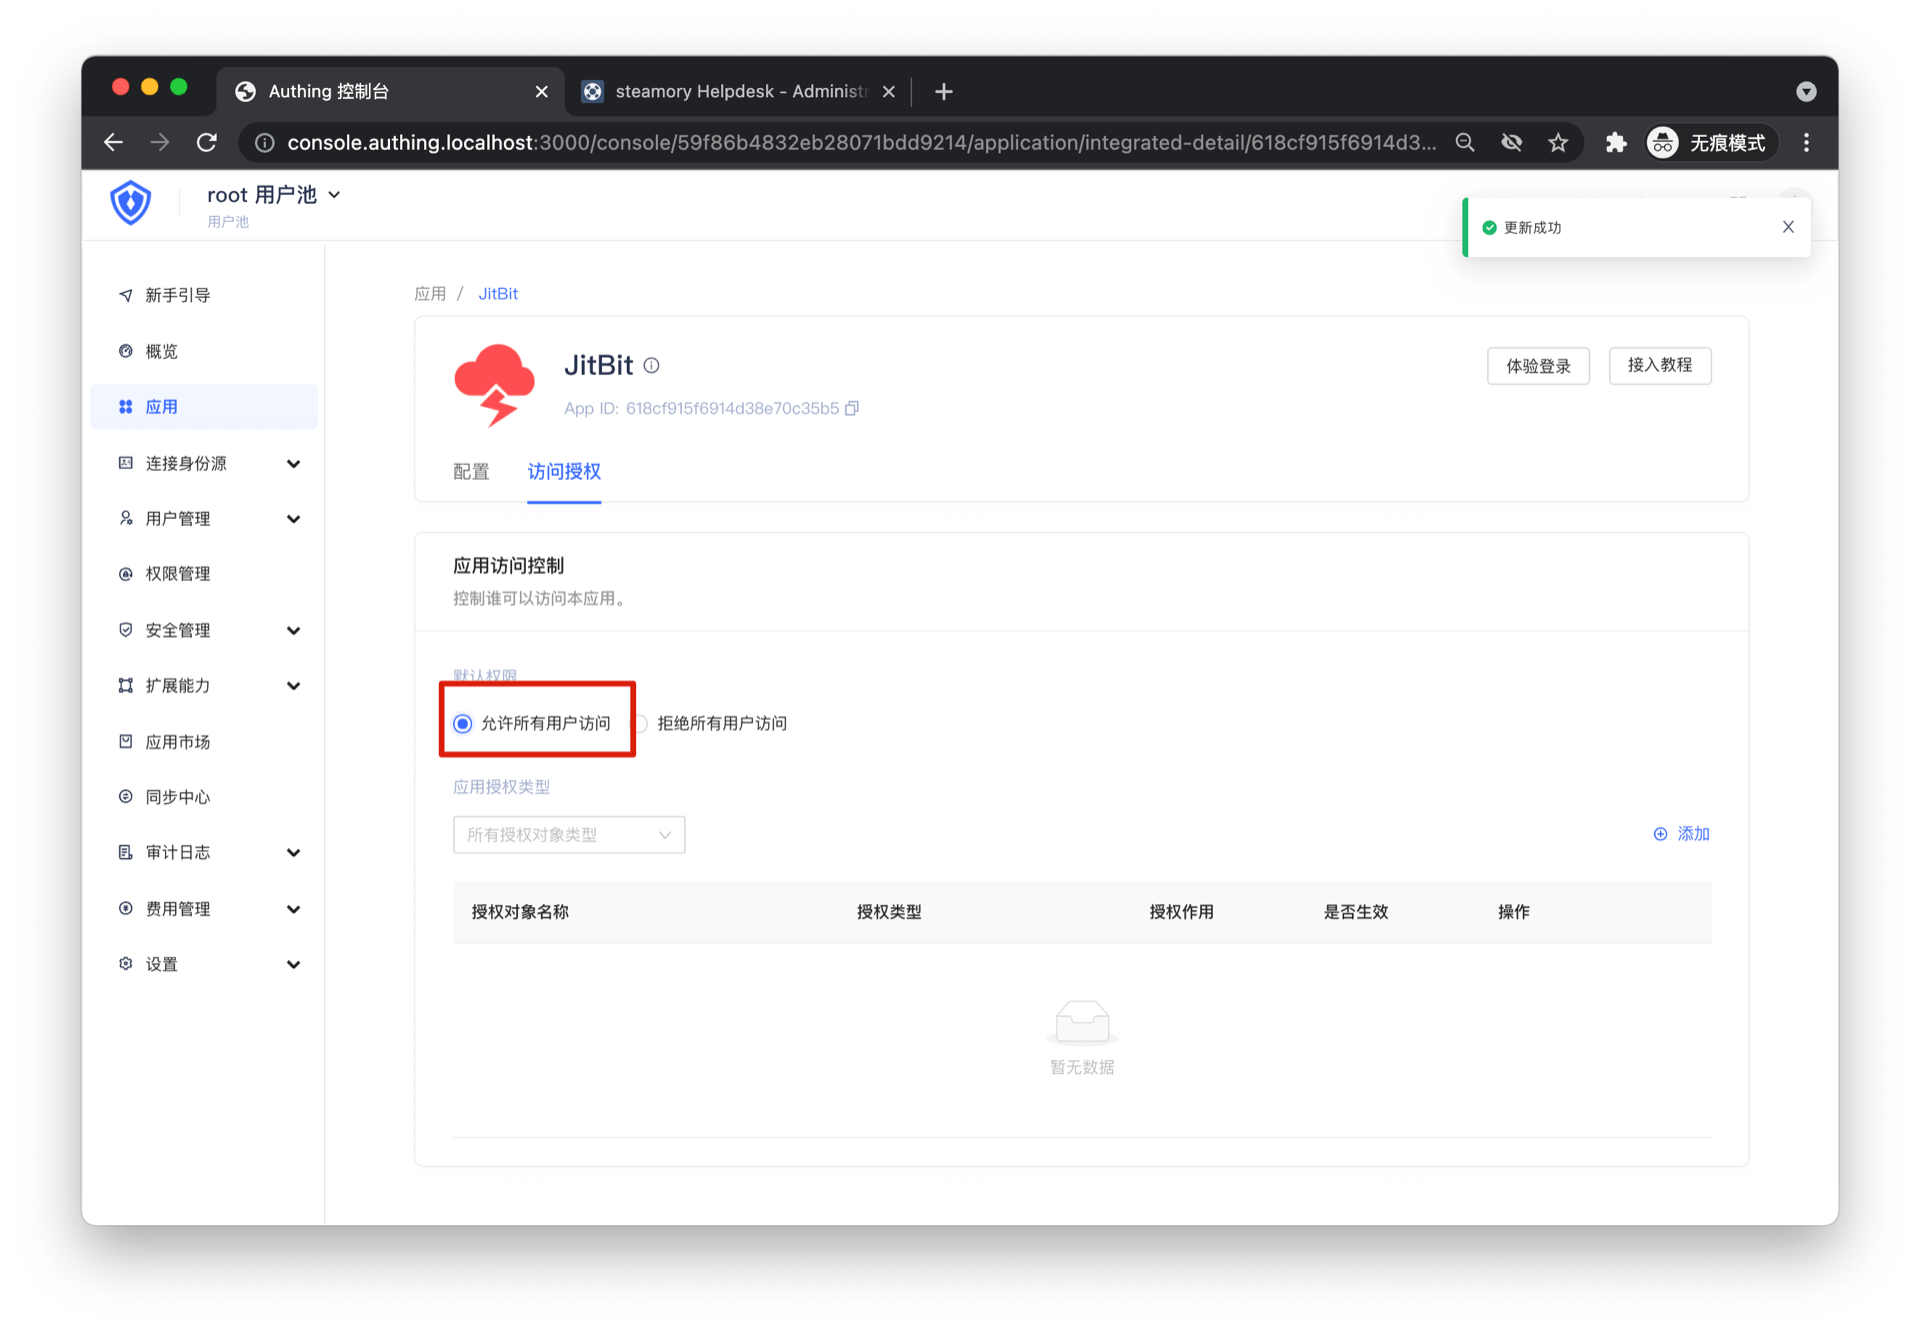 Authing 控制台
steamory Helpdesk - Administr
console.authing.localhost:3000/console/59f86b4832eb28071bdd9214/application/integrated-detail/618cf915f6914d3...
无痕模式
root 用户池
用户池
更新成功
新手引导
概览
应用
连接身份源
用户管理
权限管理
安全管理
扩展能力
应用市场
同步中心
审计日志
费用管理
设置
应用 / JitBit
JitBit
体验登录 接入教程
App ID: 618cf915f6914d38e70c35b5
配置 访问授权
应用访问控制
控制谁可以访问本应用。
默认权限
允许所有用户访问 拒绝所有用户访问
应用授权类型
所有授权对象类型
添加
授权对象名称 授权类型 授权作用 是否生效 操作
暂无数据